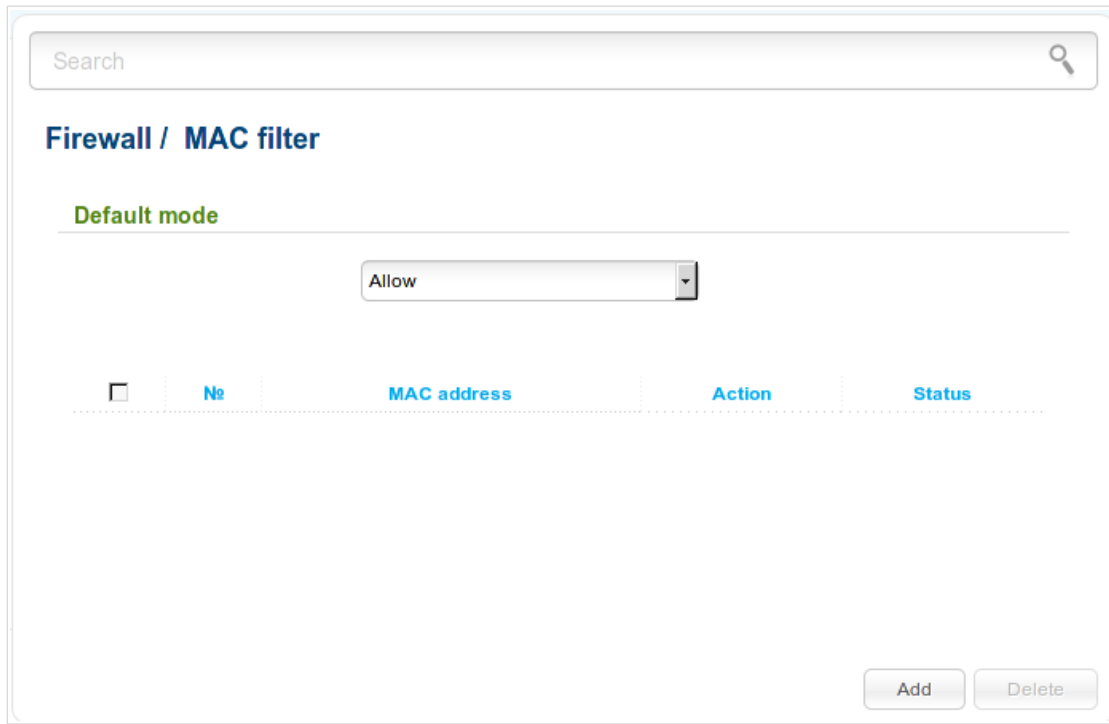 Search
Firewall /  MAC filter
Default mode
Allow
№ MAC address Action Status
Add Delete